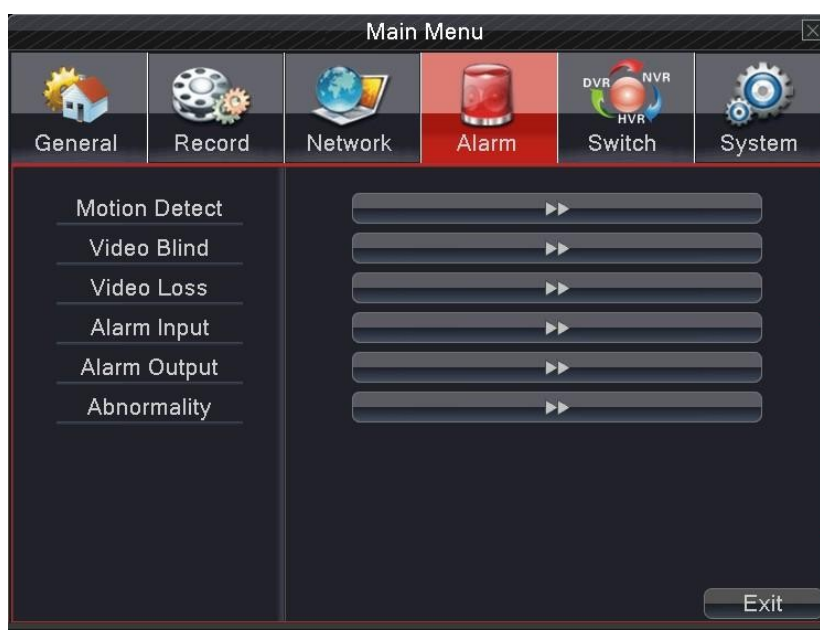 Main Menu
DVR NVR
HVR
General Record Network Alarm Switch System
Motion Detect
Video Blind
Video Loss
Alarm Input
Alarm Output
Abnormality
Exit